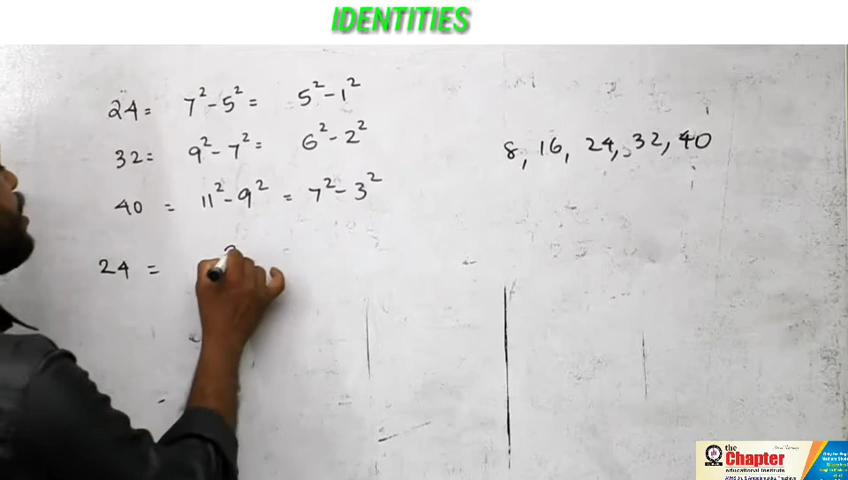 IDENTITIES
24 = 7² - 5² = 5² - 1²
32 = 9² - 7² = 6² - 2²
40 = 11² - 9² = 7² - 3²
24 =
8, 16, 24, 32, 40
the
Chapter
educational institute